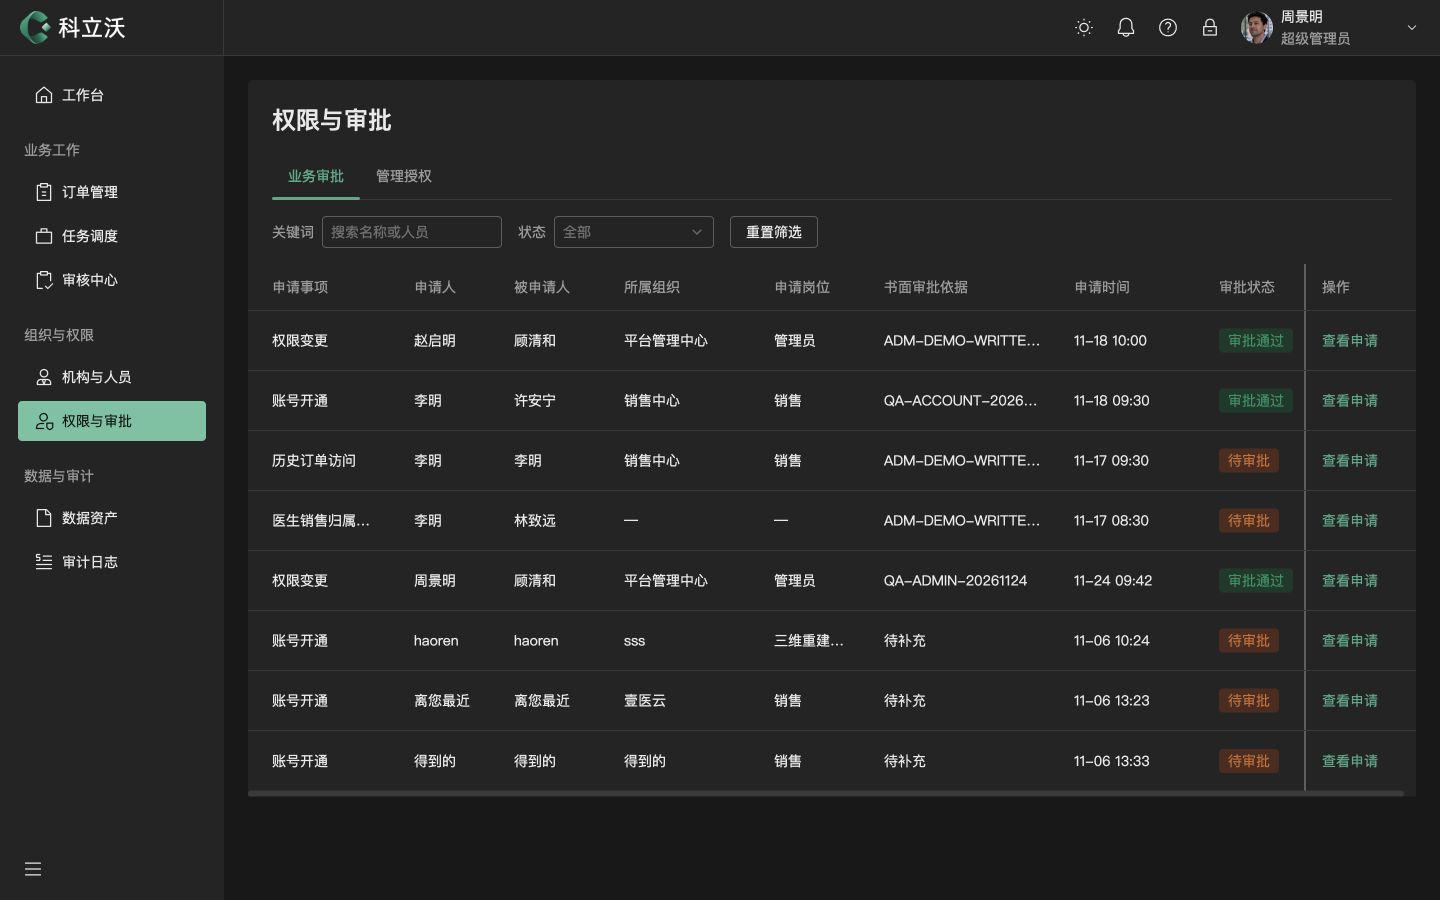 科立沃
周景明
超级管理员
工作台
业务工作
订单管理
任务调度
审核中心
组织与权限
机构与人员
权限与审批
数据与审计
数据资产
审计日志
权限与审批
业务审批 管理授权
关键词 搜索名称或人员 状态 全部 重置筛选
申请事项 申请人 被申请人 所属组织 申请岗位 书面审批依据 申请时间 审批状态 操作
权限变更 赵启明 顾清和 平台管理中心 管理员 ADM-DEMO-WRITTE... 11-18 10:00 审批通过 查看申请
账号开通 李明 许安宁 销售中心 销售 QA-ACCOUNT-2026... 11-18 09:30 审批通过 查看申请
历史订单访问 李明 李明 销售中心 销售 ADM-DEMO-WRITTE... 11-17 09:30 待审批 查看申请
医生销售归属... 李明 林致远 — — ADM-DEMO-WRITTE... 11-17 08:30 待审批 查看申请
权限变更 周景明 顾清和 平台管理中心 管理员 QA-ADMIN-20261124 11-24 09:42 审批通过 查看申请
账号开通 haoren haoren sss 三维重建... 待补充 11-06 10:24 待审批 查看申请
账号开通 离您最近 离您最近 壹医云 销售 待补充 11-06 13:23 待审批 查看申请
账号开通 得到的 得到的 得到的 销售 待补充 11-06 13:33 待审批 查看申请